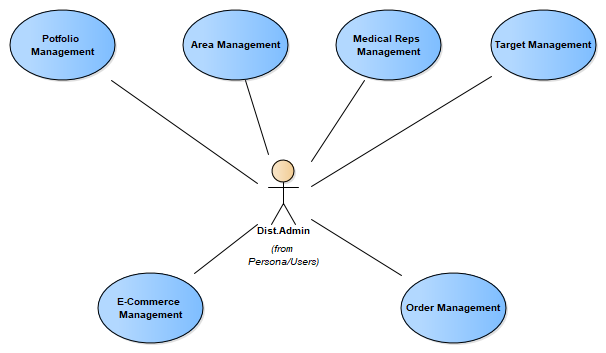 Potfolio
Management
Area Management
Medical Reps
Management
Target Management
Dist.Admin
(from
Persona/Users)
E-Commerce
Management
Order Management